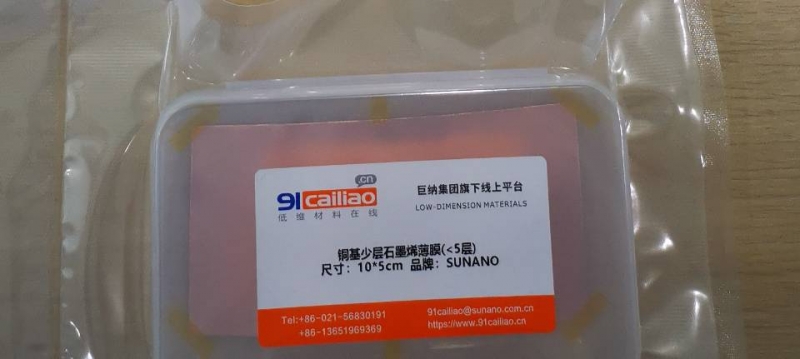 91cailiao.cn
低维材料在线
巨纳集团旗下线上平台
LOW-DIMENSION MATERIALS
铜基少层石墨烯薄膜(<5层)
尺寸：10*5cm 品牌：SUNANO
Tel:+86-021-56830191
+86-13651969369
91cailiao@sunano.com.cn
https://www.91cailiao.cn